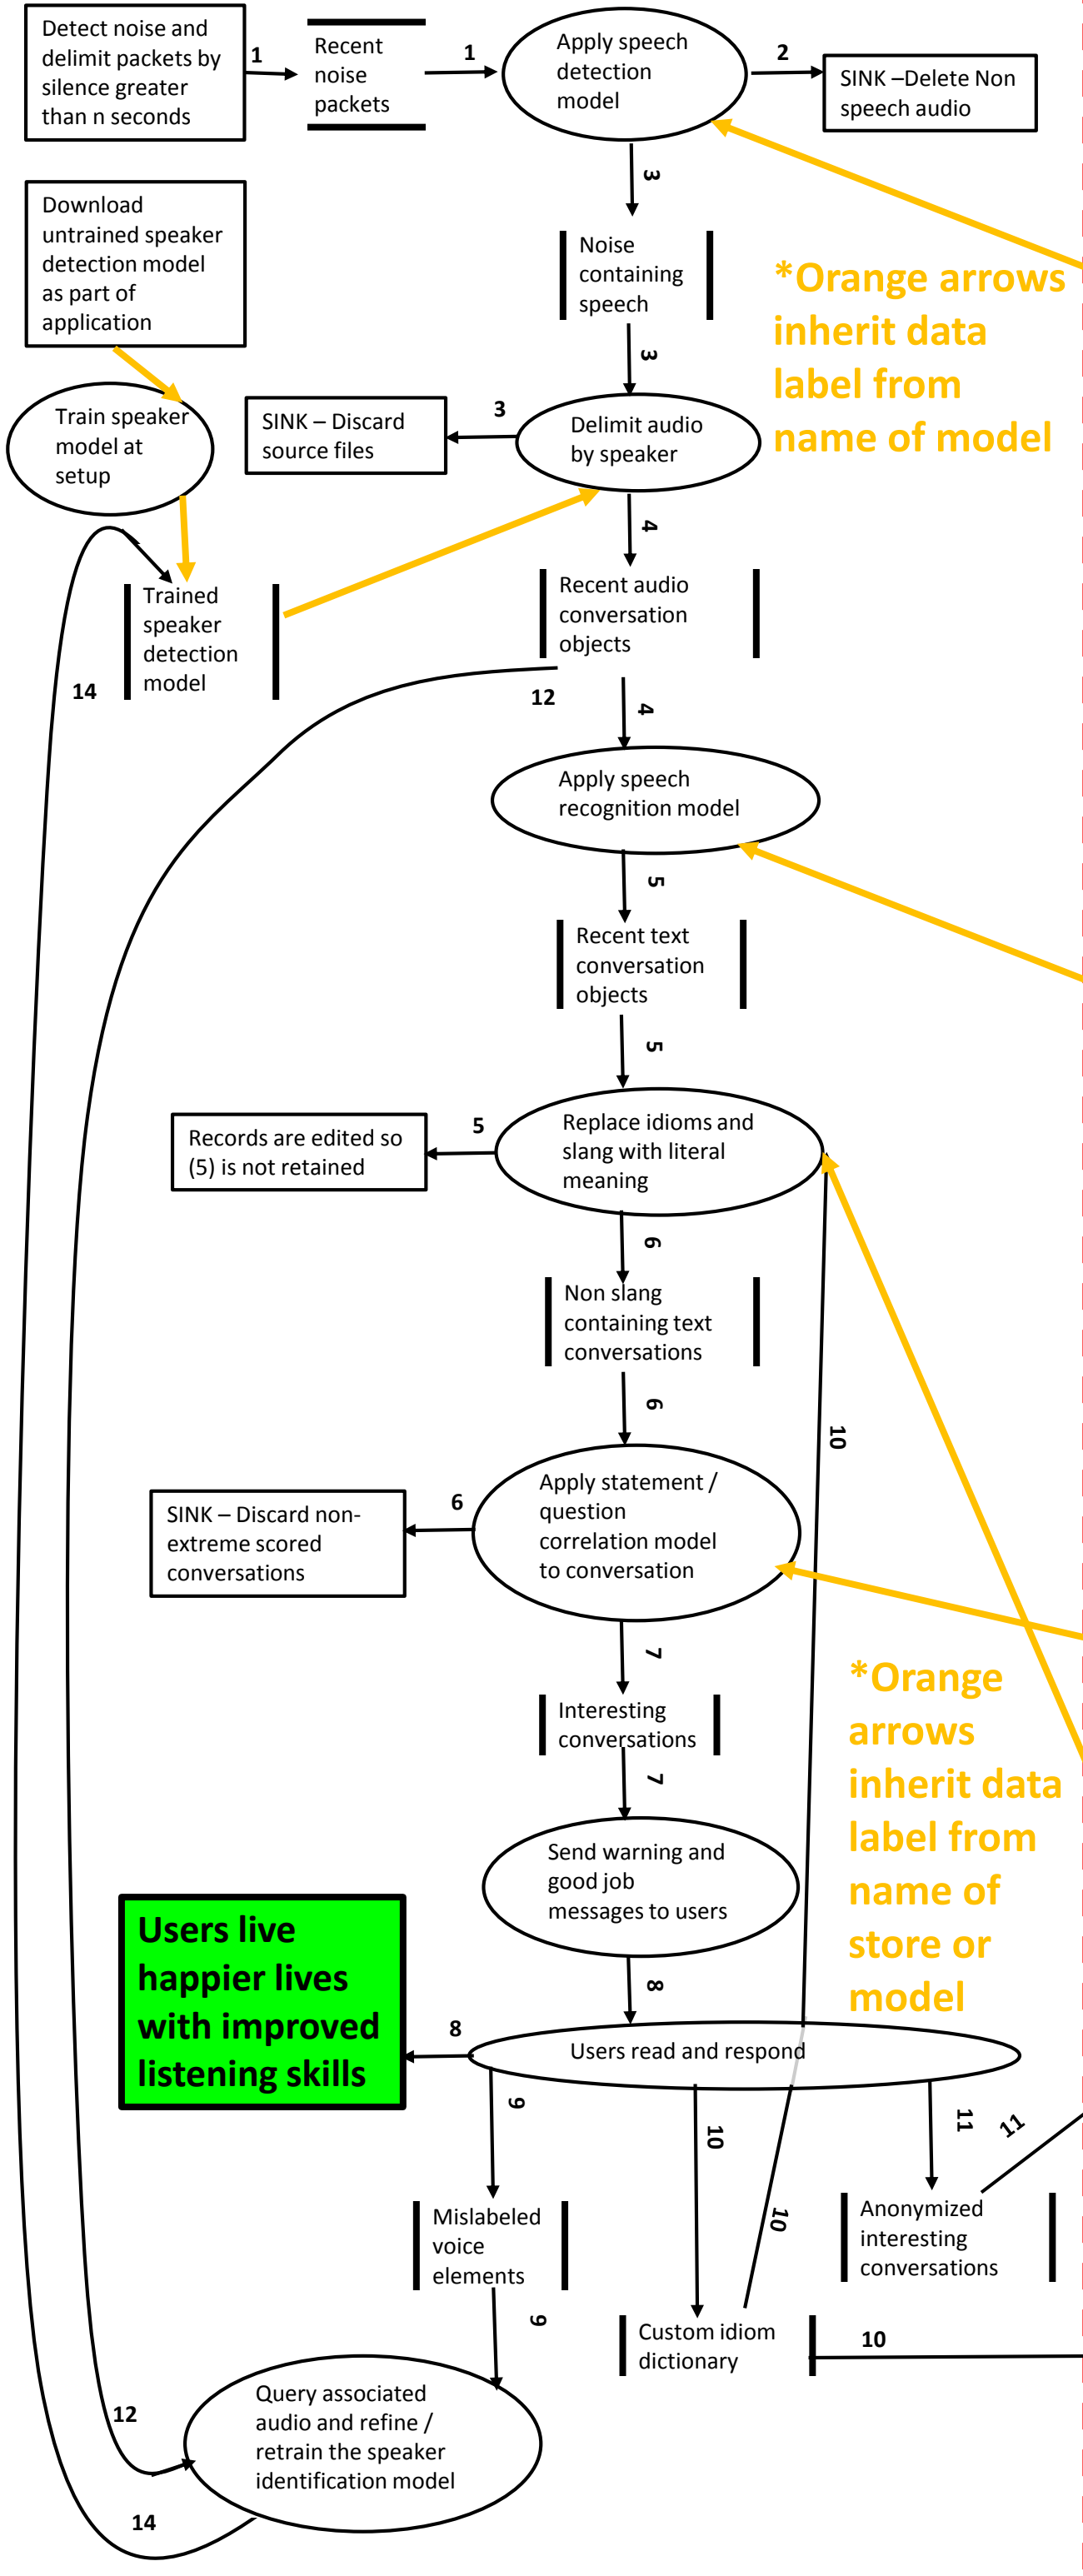 Detect noise and
delimit packets by
silence greater
than n seconds
1
Recent
noise
packets
1
Apply speech
detection
model
2
SINK –Delete Non
speech audio
3
Download
untrained speaker
detection model
as part of
application
Noise
containing
speech
*Orange arrows
inherit data
label from
name of model
3
Train speaker
model at
setup
SINK – Discard
source files
3
Delimit audio
by speaker
4
Trained
speaker
detection
model
Recent audio
conversation
objects
14
12
4
Apply speech
recognition model
5
Recent text
conversation
objects
5
Records are edited so
(5) is not retained
5
Replace idioms and
slang with literal
meaning
6
Non slang
containing text
conversations
6
10
SINK – Discard non-
extreme scored
conversations
6
Apply statement /
question
correlation model
to conversation
7
*Orange
arrows
inherit data
label from
name of
store or
model
Interesting
conversations
7
Send warning and
good job
messages to users
Users live
happier lives
with improved
listening skills
8
8
Users read and respond
9
10
11
11
Mislabeled
voice
elements
10
Anonymized
interesting
conversations
9
Custom idiom
dictionary
10
12
Query associated
audio and refine /
retrain the speaker
identification model
14